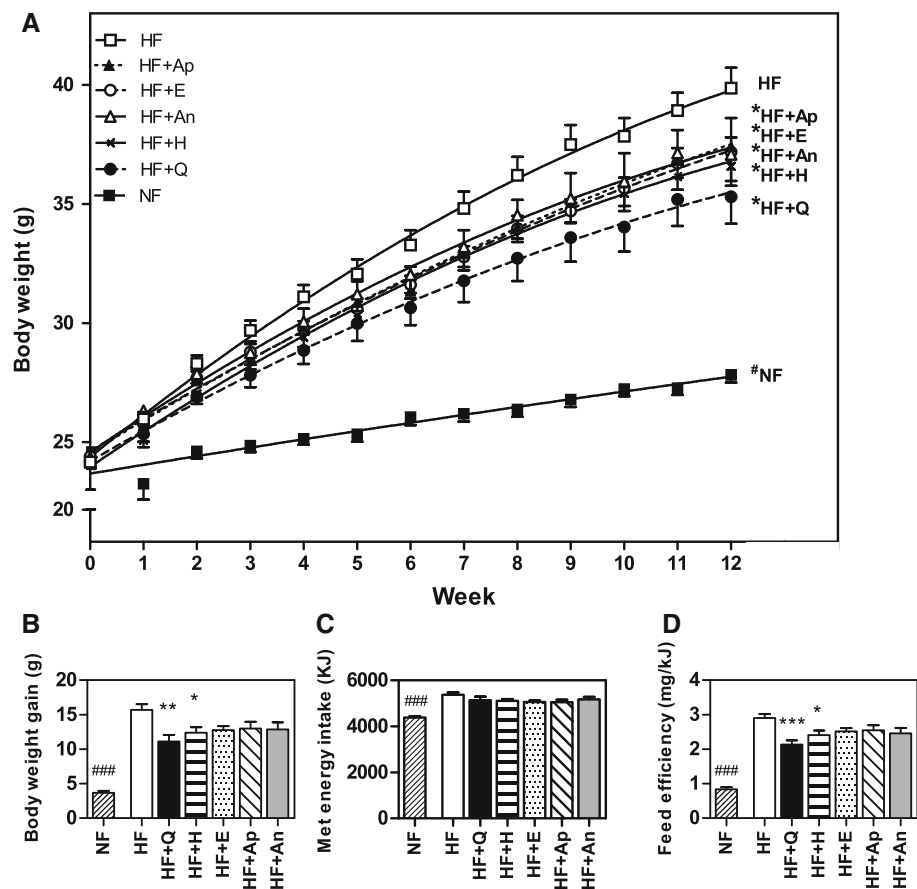 A
HF
HF+Ap
HF+E
HF+An
HF+H
HF+Q
NF
Body weight (g)
40
35
30
25
20
HF
*HF+Ap
*HF+E
*HF+An
*HF+H
*HF+Q
#NF
0 1 2 3 4 5 6 7 8 9 10 11 12
Week
B
Body weight gain (g)
20
15
10
5
0
###
**
*
NF HF HF+Q HF+H HF+E HF+Ap HF+An
C
Met energy intake (KJ)
6000
4000
2000
0
###
NF HF HF+Q HF+H HF+E HF+Ap HF+An
D
Feed efficiency (mg/kJ)
4
3
2
1
0
###
***
*
NF HF HF+Q HF+H HF+E HF+Ap HF+An